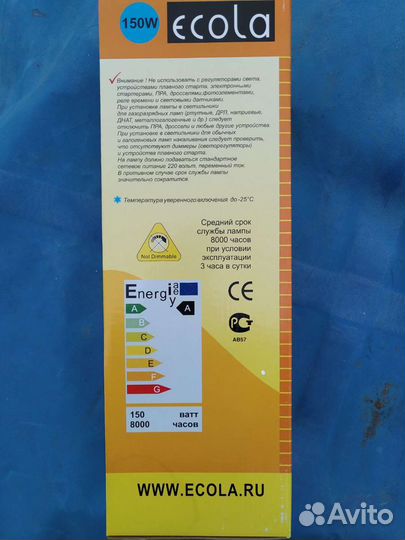 150W ecola
Внимание ! Не использовать с регуляторами света,
устройствами плавного старта, электронными
стартерами, ПРА, дросселями, фотоэлементами,
реле времени и световыми датчиками.
При установке лампы в светильники
для газоразрядных ламп (ртутные, ДРЛ, натриевые,
ДНАТ, металлогалогенные и др.) следует
отключить ПРА, дроссели и любые другие устройства.
При установке в светильники для обычных
и галогеновых ламп накаливания следует проверить,
что отсутствуют диммеры (светорегуляторы)
и устройства плавного старта.
На лампу должно подаваться стандартное
сетевое питание 220 вольт, переменный ток.
В противном случае срок службы лампы
значительно сократится.
Температура уверенного включения до -25°C
Средний срок
службы лампы
8000 часов
при условии
эксплуатации
3 часа в сутки
Not Dimmable
Energie
y
a
A
A
B
C
D
E
F
G
CE
РСТ
АВ57
150 ватт
8000 часов
WWW.ECOLA.RU
Avito